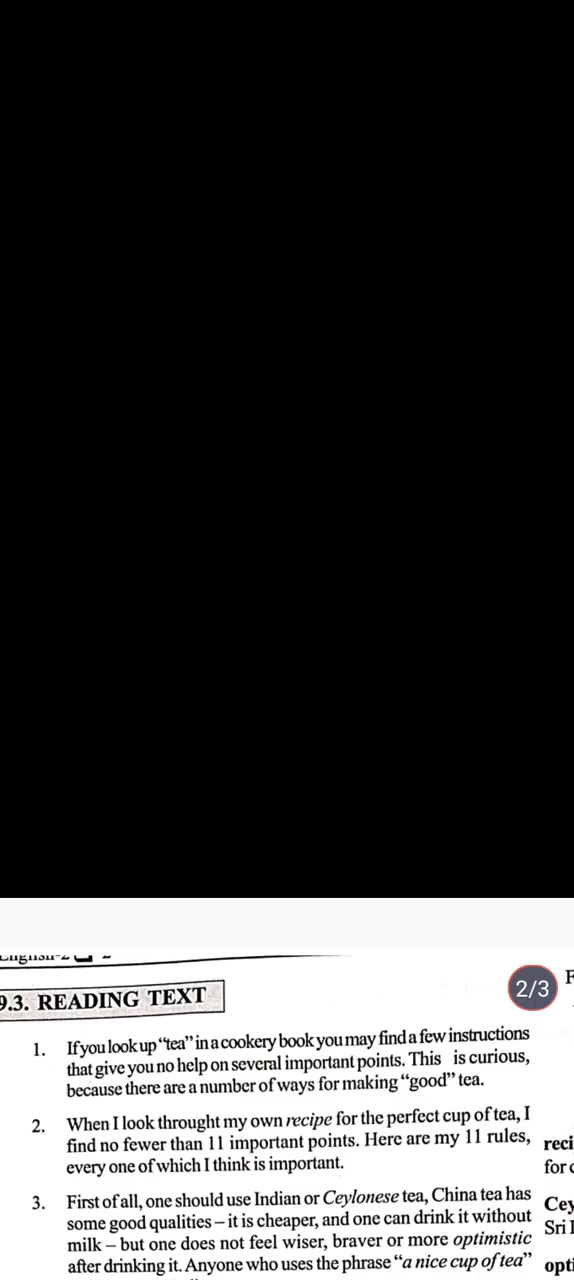 9.3. READING TEXT
2/3
F
1. If you look up “tea” in a cookery book you may find a few instructions
that give you no help on several important points. This is curious,
because there are a number of ways for making “good” tea.
2. When I look throught my own recipe for the perfect cup of tea, I
find no fewer than 11 important points. Here are my 11 rules,
every one of which I think is important.
reci
for c
3. First of all, one should use Indian or Ceylonese tea, China tea has
some good qualities – it is cheaper, and one can drink it without
milk – but one does not feel wiser, braver or more optimistic
after drinking it. Anyone who uses the phrase “a nice cup of tea”
Cey
Sri L
opti